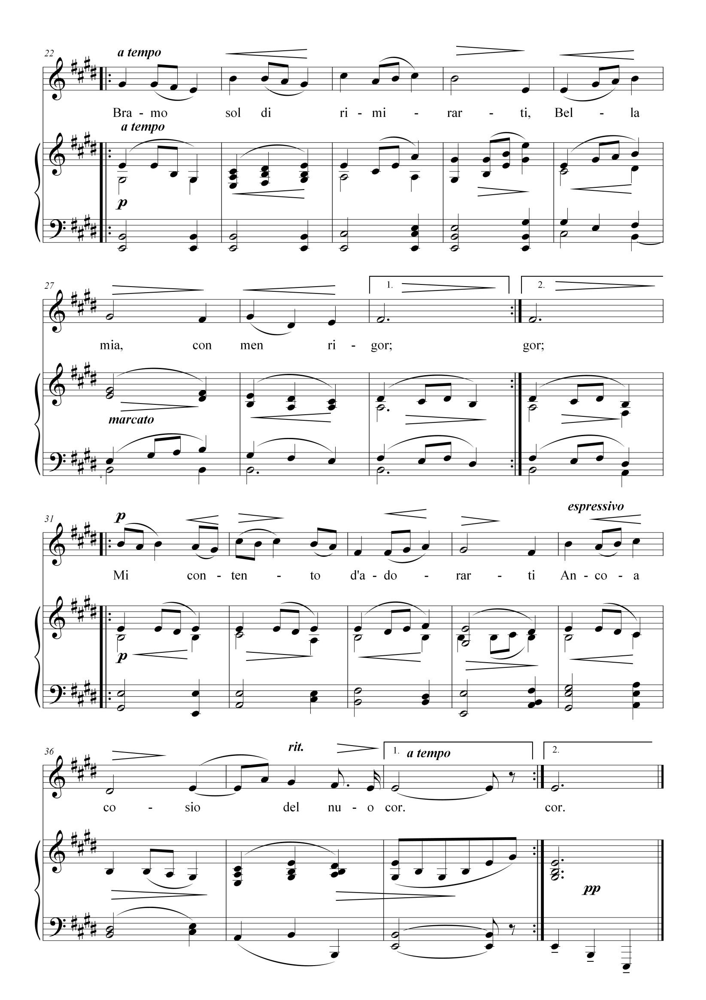 22
a tempo
Bra - mo sol di ri - mi - rar - ti, Bel - la
a tempo
p
27
1. 2.
mia, con men ri - gor; gor;
marcato
31
p
espressivo
Mi con - ten - to d'a - do - rar - ti An - co - a
p
36
rit.
1. a tempo 2.
co - sio del nu - o cor. cor.
pp